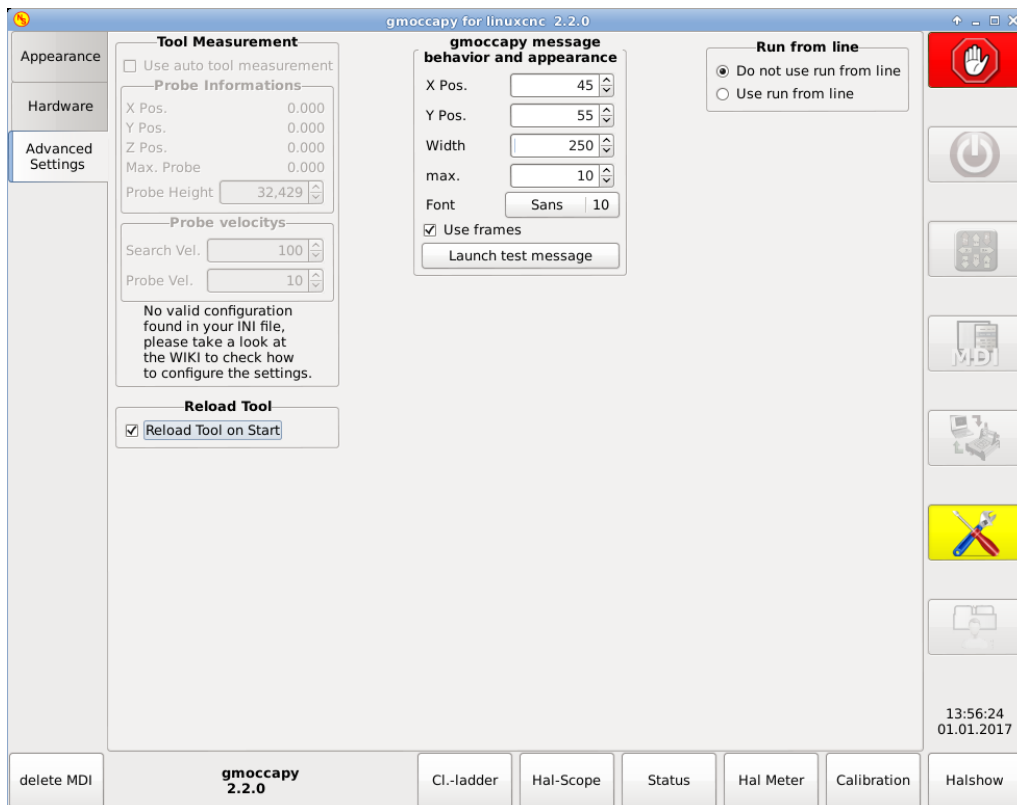 gmoccapy for linuxcnc 2.2.0
Appearance
Hardware
Advanced
Settings
Tool Measurement
Use auto tool measurement
Probe Informations
X Pos. 0.000
Y Pos. 0.000
Z Pos. 0.000
Max. Probe 0.000
Probe Height 32,429
Probe velocitys
Search Vel. 100
Probe Vel. 10
No valid configuration
found in your INI file,
please take a look at
the WIKI to check how
to configure the settings.
Reload Tool
Reload Tool on Start
gmoccapy message
behavior and appearance
X Pos. 45
Y Pos. 55
Width 250
max. 10
Font Sans 10
Use frames
Launch test message
Run from line
Do not use run from line
Use run from line
MDI
13:56:24
01.01.2017
delete MDI
gmoccapy
2.2.0
Cl.-ladder
Hal-Scope
Status
Hal Meter
Calibration
Halshow